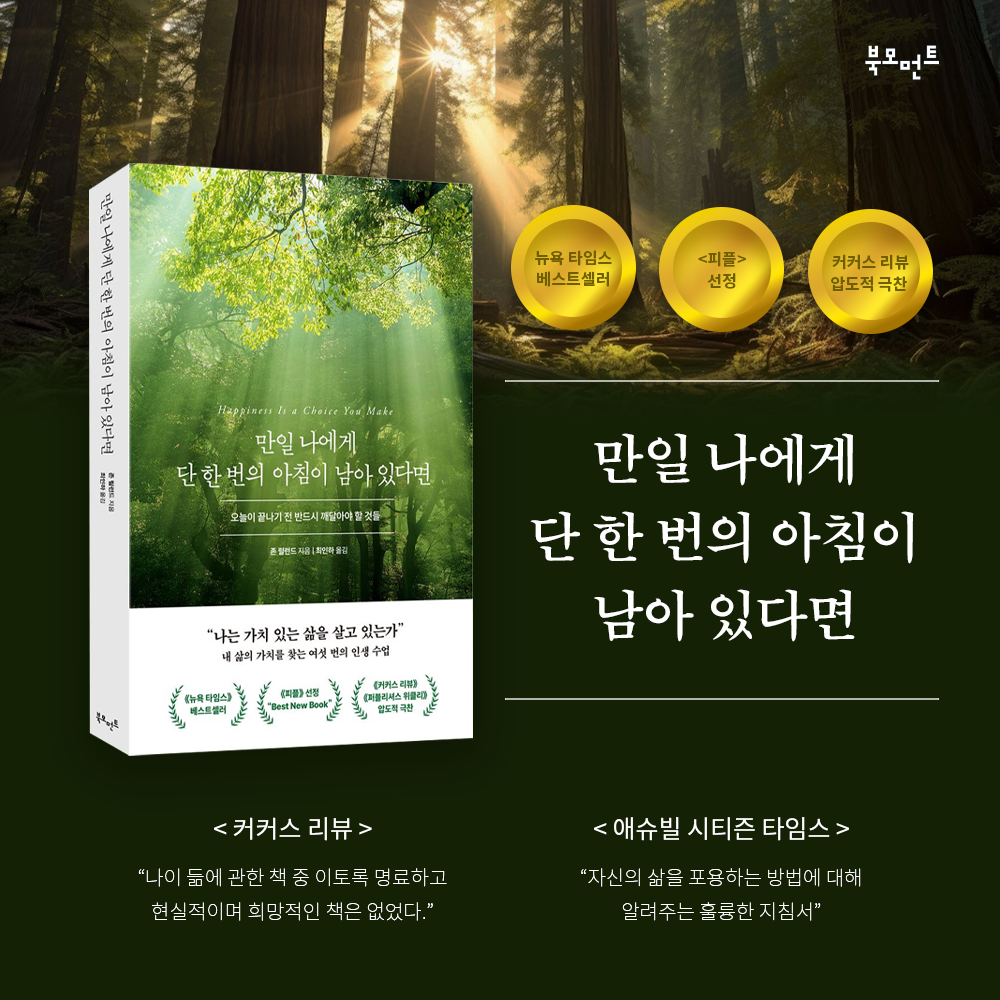 북모먼트
뉴욕 타임스
베스트셀러
<피플>
선정
커커스 리뷰
압도적 극찬
만일 나에게 단 한 번의 아침이 남아 있다면
존 릴런드 지음
최인하 옮김
북모먼트
Happiness Is a Choice You Make
만일 나에게
단 한 번의 아침이 남아 있다면
오늘이 끝나기 전 반드시 깨달아야 할 것들
존 릴런드 지음 | 최인하 옮김
“나는 가치 있는 삶을 살고 있는가”
내 삶의 가치를 찾는 여섯 번의 인생 수업
《뉴욕 타임스》
베스트셀러
《피플》 선정
“Best New Book”
《커커스 리뷰》
《퍼블리셔스 위클리》
압도적 극찬
만일 나에게
단 한 번의 아침이
남아 있다면
< 커커스 리뷰 >
“나이 듦에 관한 책 중 이토록 명료하고
현실적이며 희망적인 책은 없었다.”
< 애슈빌 시티즌 타임스 >
“자신의 삶을 포용하는 방법에 대해
알려주는 훌륭한 지침서”